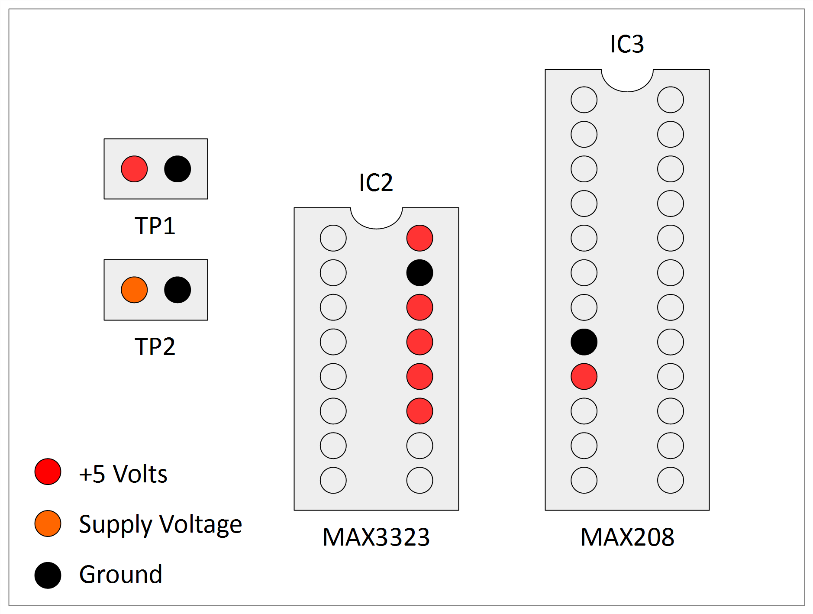 IC3
IC2
TP1
TP2
+5 Volts
Supply Voltage
Ground
MAX3323
MAX208